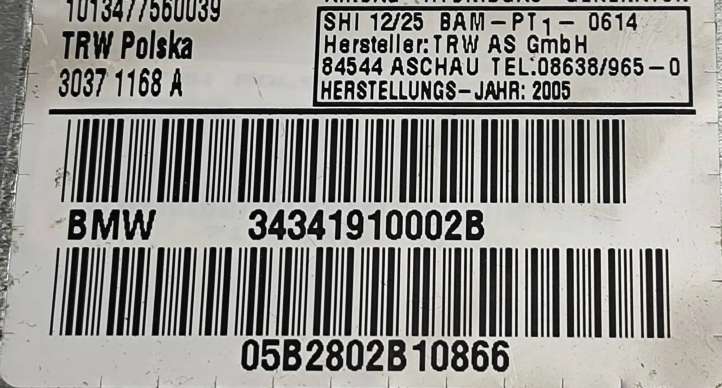 1013477560039
TRW Polska
3037 1168 A
SHI 12/25 BAM-PT1- 0614
Hersteller: TRW AS GmbH
84544 ASCHAU TEL.08638/965-0
HERSTELLUNGS-JAHR: 2005
BMW 34341910002B
05B2802B10866